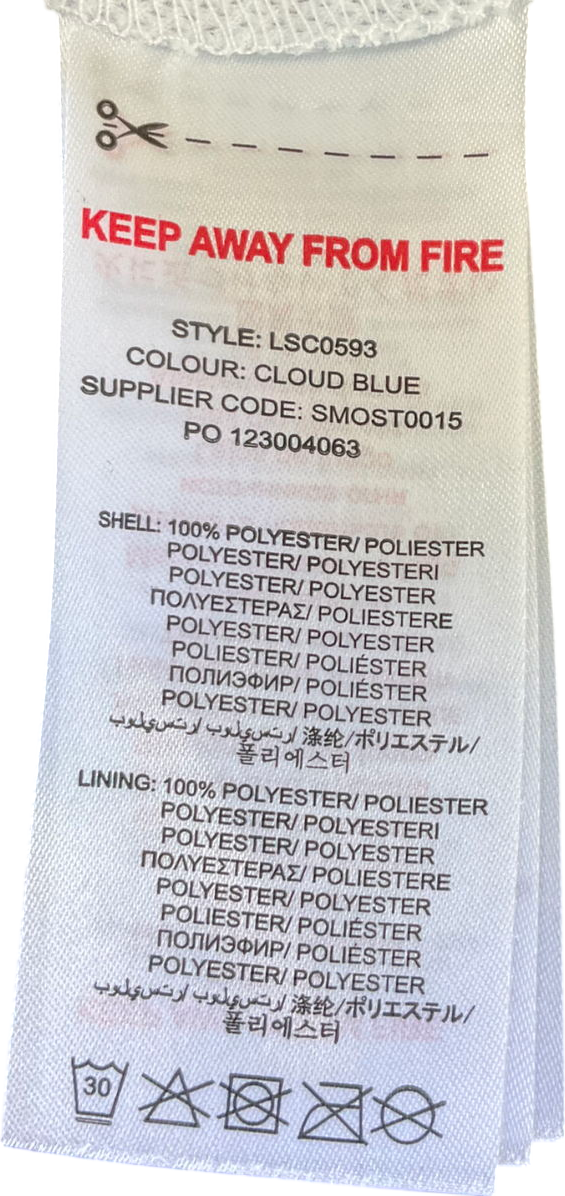 KEEP AWAY FROM FIRE
STYLE: LSC0593
COLOUR: CLOUD BLUE
SUPPLIER CODE: SMOST0015
PO 123004063
SHELL: 100% POLYESTER/ POLIESTER
POLYESTER/ POLYESTERI
POLYESTER/ POLYESTER
ΠΟΛΥΕΣΤΕΡΑΣ/ POLIESTERE
POLYESTER/ POLYESTER
POLIESTER/ POLIÉSTER
ПОЛИЭФИР/ POLIÉSTER
POLYESTER/ POLYESTER
بوليستر/ بوليستر/ 涤纶/ポリエステル/
폴리에스터
LINING: 100% POLYESTER/ POLIESTER
POLYESTER/ POLYESTERI
POLYESTER/ POLYESTER
ΠΟΛΥΕΣΤΕΡΑΣ/ POLIESTERE
POLYESTER/ POLYESTER
POLIESTER/ POLIÉSTER
ПОЛИЭФИР/ POLIÉSTER
POLYESTER/ POLYESTER
بوليستر/ بوليستر/ 涤纶/ポリエステル/
폴리에스터
30